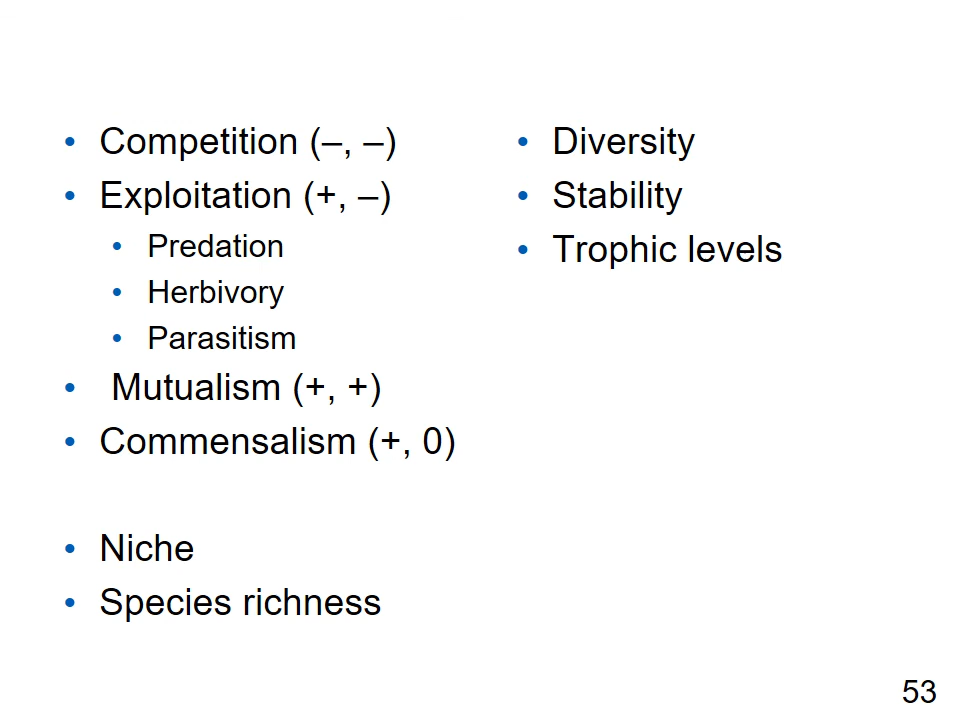 • Competition (–, –)
• Exploitation (+, –)
• Predation
• Herbivory
• Parasitism
• Mutualism (+, +)
• Commensalism (+, 0)
• Niche
• Species richness
• Diversity
• Stability
• Trophic levels
53